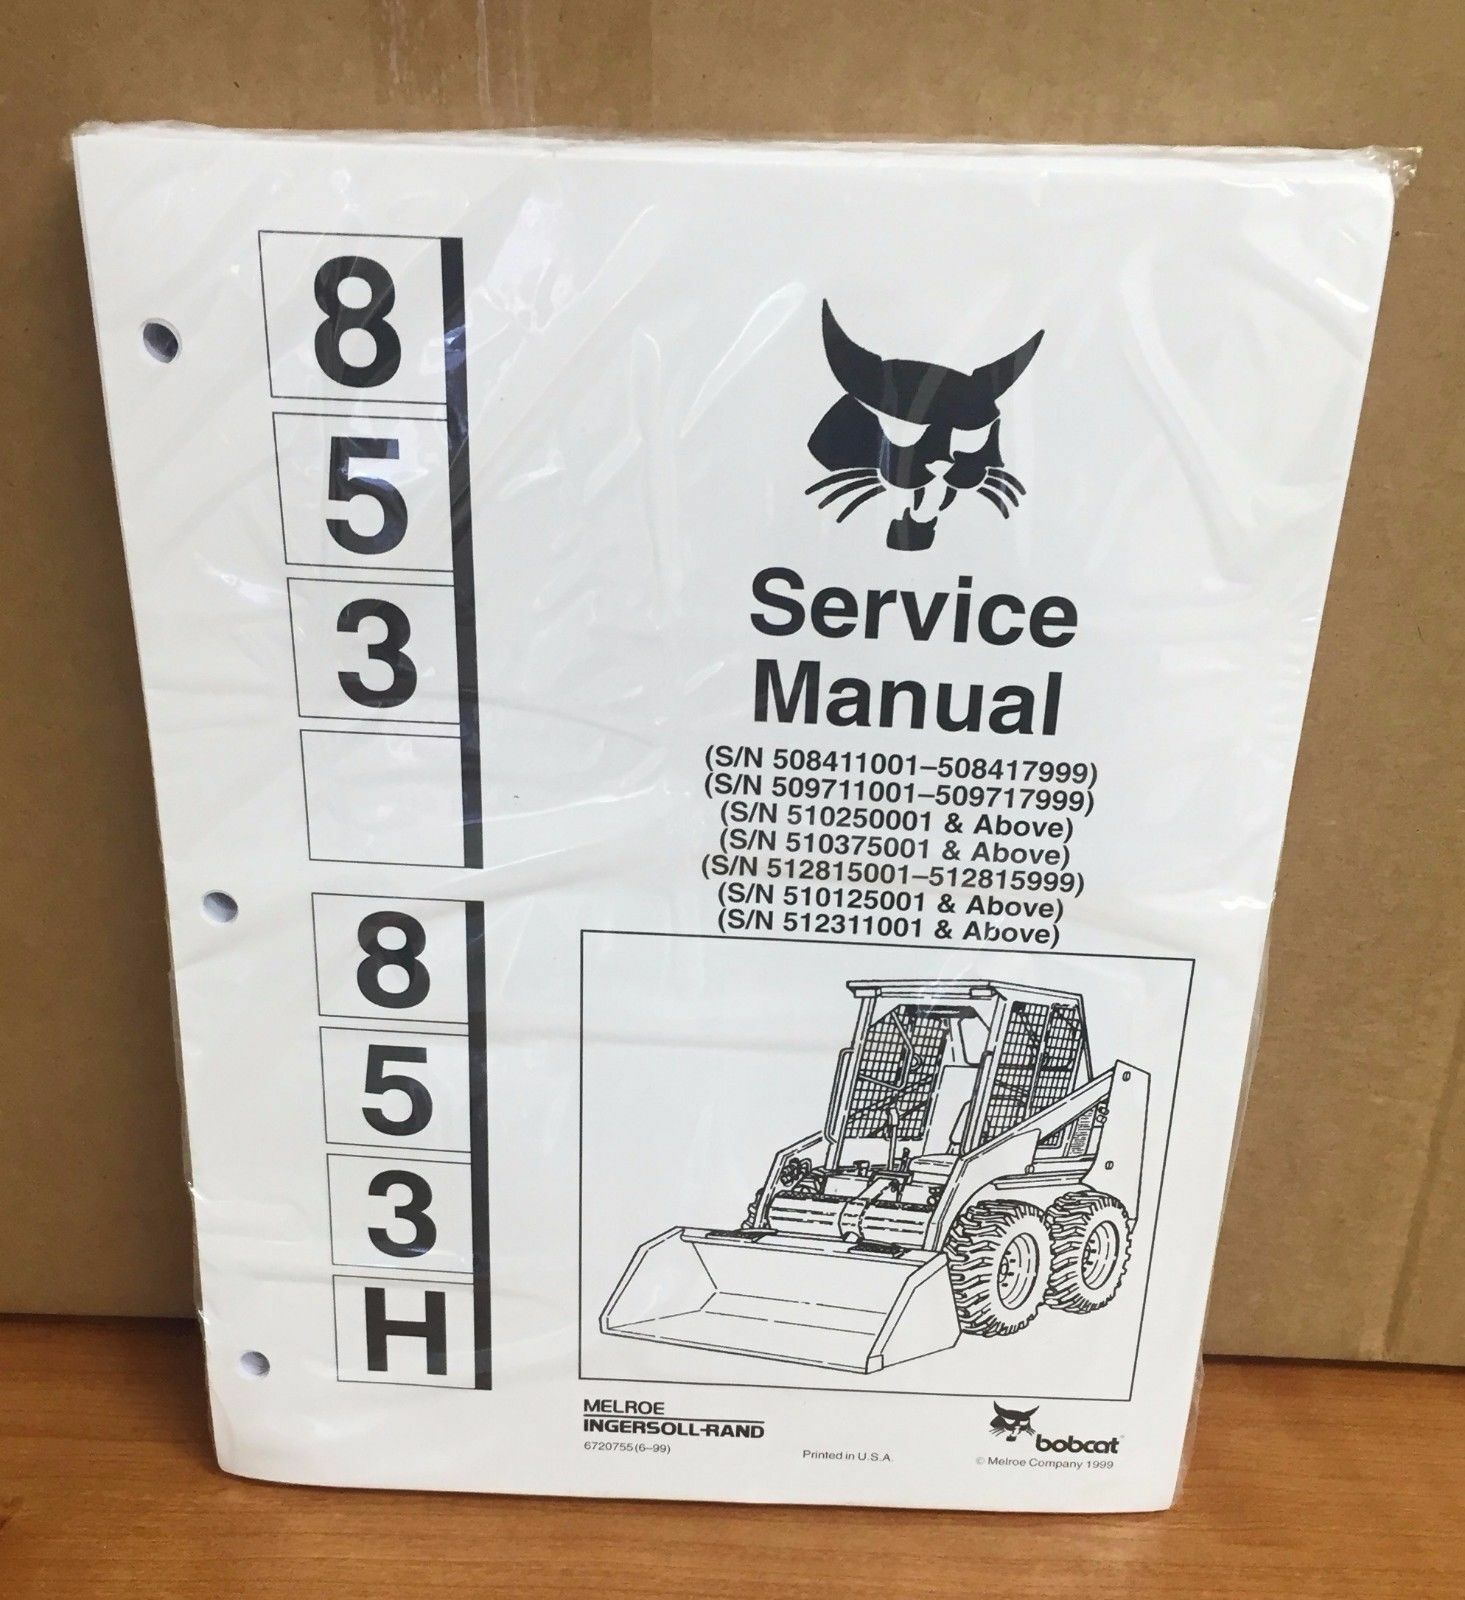 8
5
3
8
5
3
H
Service
Manual
(S/N 508411001–508417999)
(S/N 509711001–509717999)
(S/N 510250001 & Above)
(S/N 510375001 & Above)
(S/N 512815001–512815999)
(S/N 510125001 & Above)
(S/N 512311001 & Above)
MELROE
INGERSOLL-RAND
6720755 (6–99)
Printed in U.S.A.
bobcat
© Melroe Company 1999